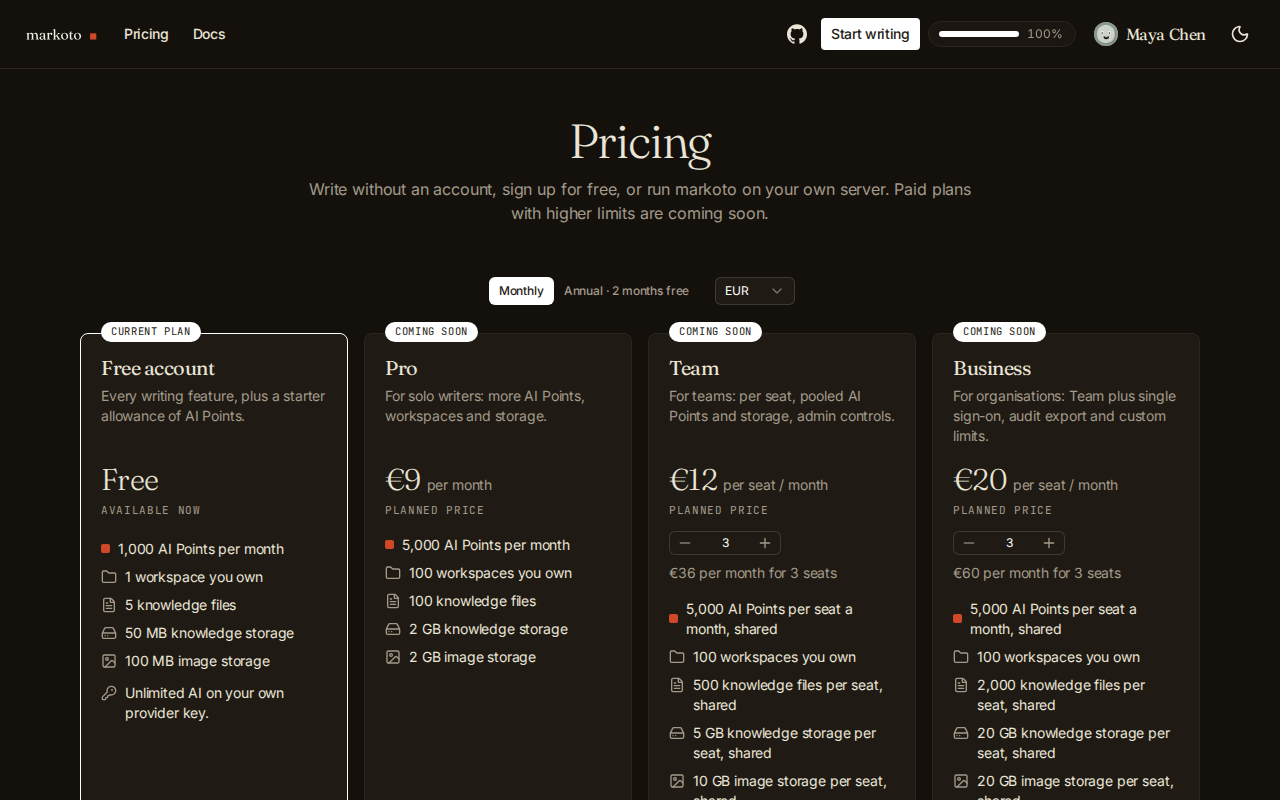 markoto Pricing Docs Start writing 100% Maya Chen
Pricing
Write without an account, sign up for free, or run markoto on your own server. Paid plans
with higher limits are coming soon.
Monthly Annual · 2 months free EUR
CURRENT PLAN
Free account
Every writing feature, plus a starter
allowance of AI Points.
Free
AVAILABLE NOW
1,000 AI Points per month
1 workspace you own
5 knowledge files
50 MB knowledge storage
100 MB image storage
Unlimited AI on your own
provider key.
COMING SOON
Pro
For solo writers: more AI Points,
workspaces and storage.
€9 per month
PLANNED PRICE
5,000 AI Points per month
100 workspaces you own
100 knowledge files
2 GB knowledge storage
2 GB image storage
COMING SOON
Team
For teams: per seat, pooled AI
Points and storage, admin controls.
€12 per seat / month
PLANNED PRICE
3
€36 per month for 3 seats
5,000 AI Points per seat a
month, shared
100 workspaces you own
500 knowledge files per seat,
shared
5 GB knowledge storage per
seat, shared
10 GB image storage per seat,
shared
COMING SOON
Business
For organisations: Team plus single
sign-on, audit export and custom
limits.
€20 per seat / month
PLANNED PRICE
3
€60 per month for 3 seats
5,000 AI Points per seat a
month, shared
100 workspaces you own
2,000 knowledge files per
seat, shared
20 GB knowledge storage per
seat, shared
20 GB image storage per seat,
shared